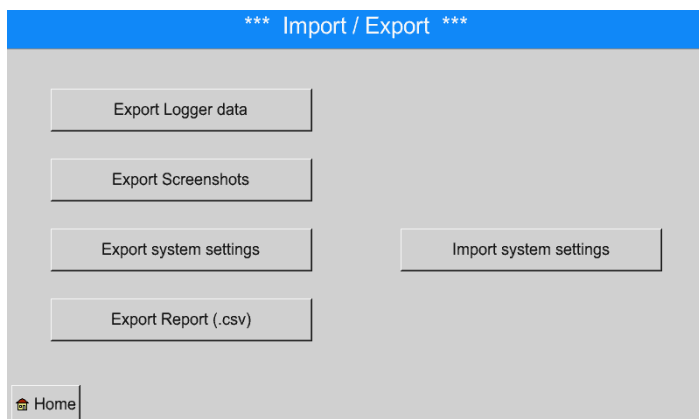 *** Import / Export ***
Export Logger data
Export Screenshots
Export system settings
Import system settings
Export Report (.csv)
Home